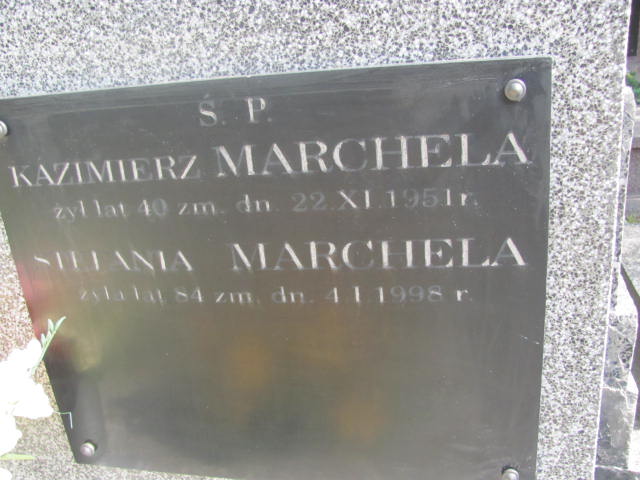 Ś. P.
KAZIMIERZ MARCHELA
żył lat 40 zm. dn. 22.XI.1951 r.
STEFANIA MARCHELA
żyła lat 84 zm. dn. 4.I.1998 r.